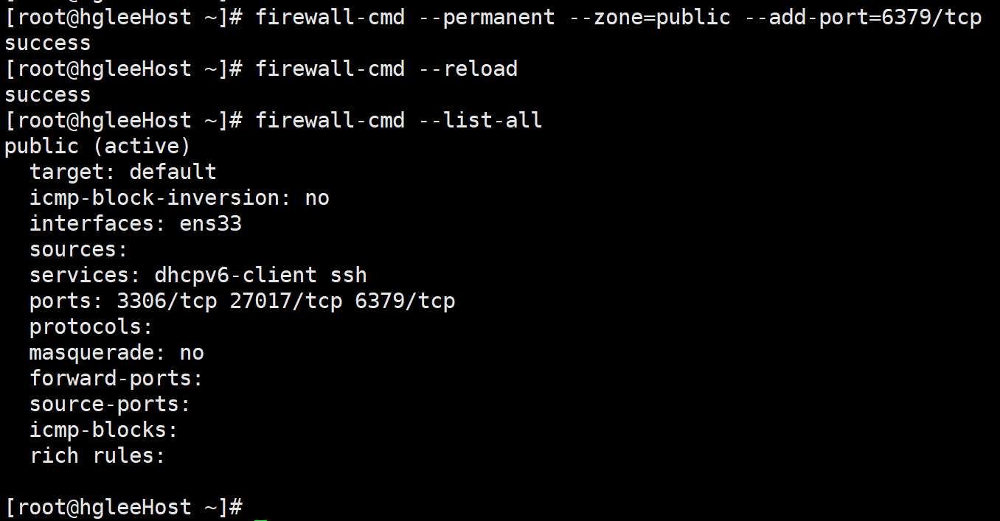 [root@hgleeHost ~]# firewall-cmd --permanent --zone=public --add-port=6379/tcp
success
[root@hgleeHost ~]# firewall-cmd --reload
success
[root@hgleeHost ~]# firewall-cmd --list-all
public (active)
  target: default
  icmp-block-inversion: no
  interfaces: ens33
  sources:
  services: dhcpv6-client ssh
  ports: 3306/tcp 27017/tcp 6379/tcp
  protocols:
  masquerade: no
  forward-ports:
  source-ports:
  icmp-blocks:
  rich rules:
[root@hgleeHost ~]#